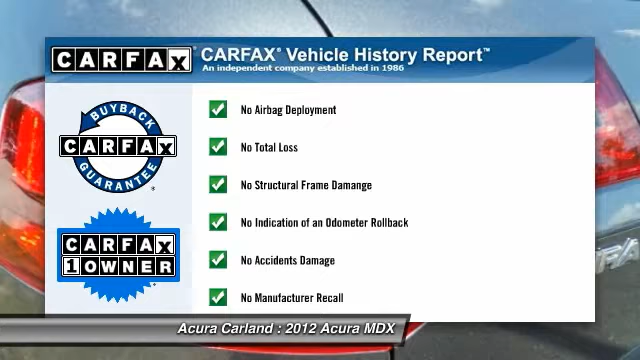 CARFAX® CARFAX® Vehicle History Report™
An independent company established in 1986
BUYBACK
CARFAX
GUARANTEE
CARFAX
1 OWNER
No Airbag Deployment
No Total Loss
No Structural Frame Damange
No Indication of an Odometer Rollback
No Accidents Damage
No Manufacturer Recall
Acura Carland : 2012 Acura MDX